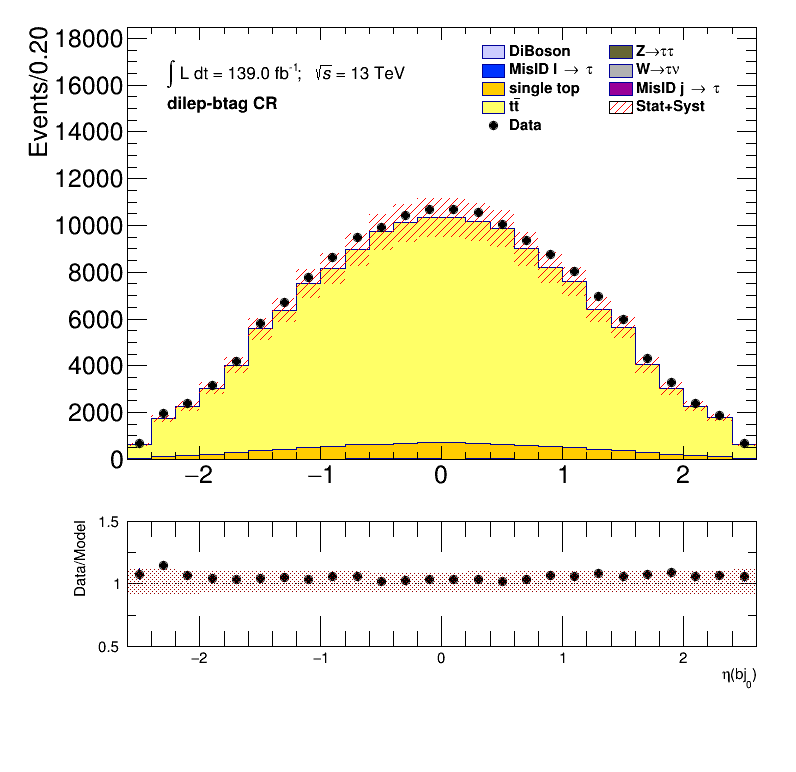 Events/0.20
18000
16000
14000
12000
10000
8000
6000
4000
2000
0
∫ L dt = 139.0 fb⁻¹; √s = 13 TeV
dilep-btag CR
DiBoson
MisID l → τ
single top
tt̄
Data
Z→ττ
W→τν
MisID j → τ
Stat+Syst
−2 −1 0 1 2
Data/Model
1.5
1
0.5
−2 −1 0 1 2
η(bj₀)